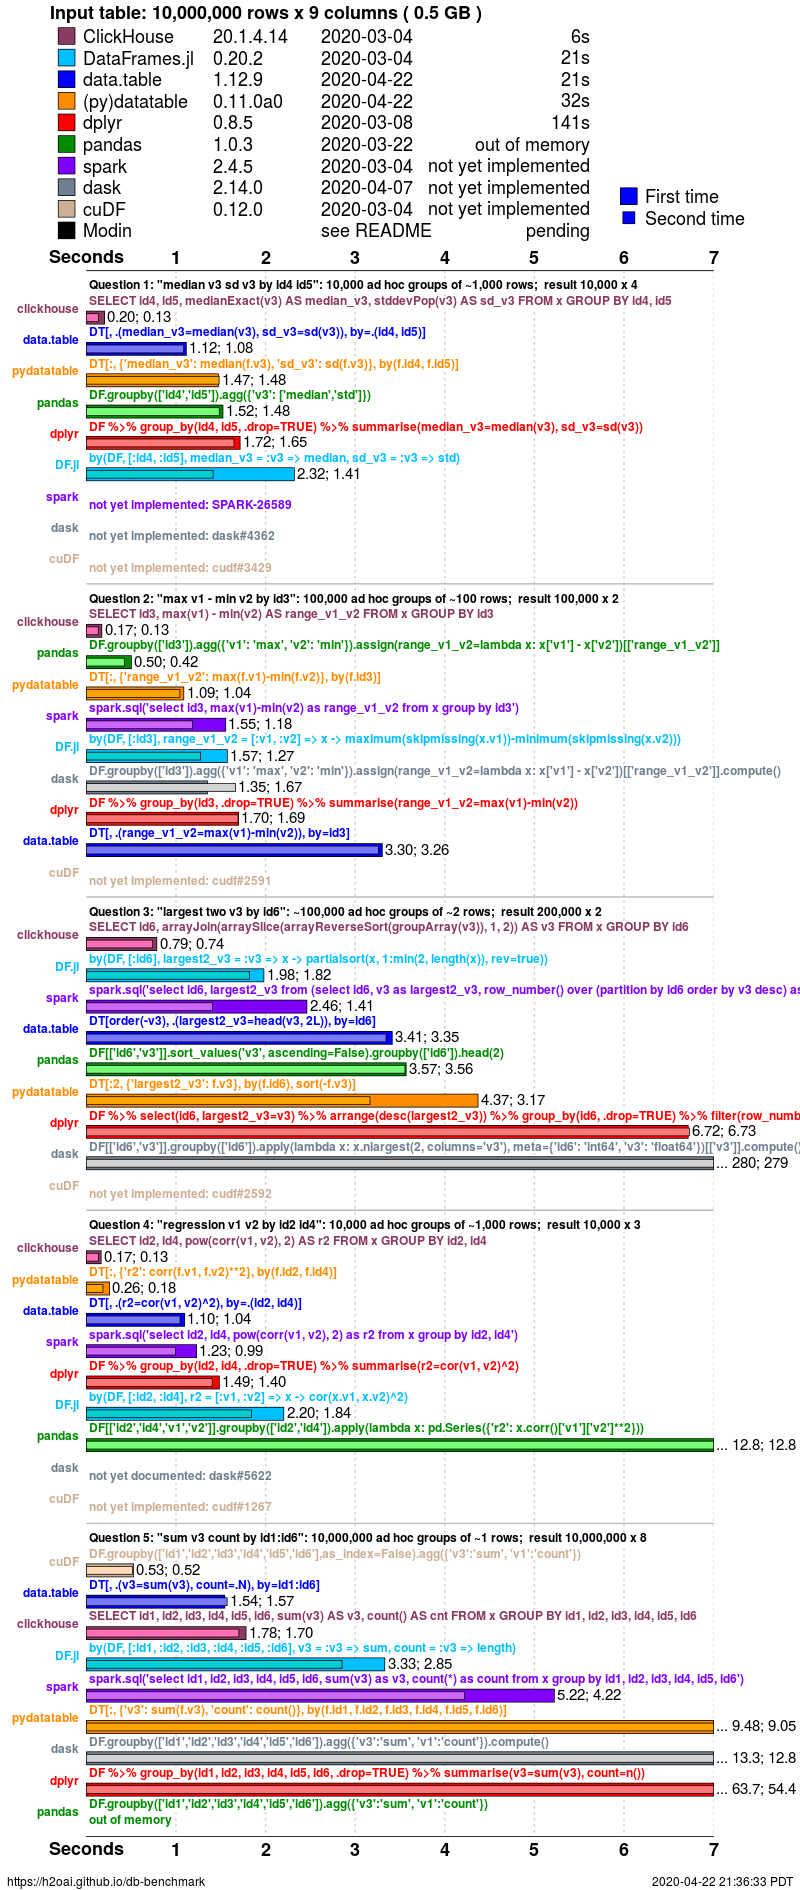 Input table: 10,000,000 rows x 9 columns ( 0.5 GB )
ClickHouse 20.1.4.14 2020-03-04 6s
DataFrames.jl 0.20.2 2020-03-04 21s
data.table 1.12.9 2020-04-22 21s
(py)datatable 0.11.0a0 2020-04-22 32s
dplyr 0.8.5 2020-03-08 141s
pandas 1.0.3 2020-03-22 out of memory
spark 2.4.5 2020-03-04 not yet implemented
dask 2.14.0 2020-04-07 not yet implemented
cuDF 0.12.0 2020-03-04 not yet implemented
Modin see README pending
First time
Second time
Seconds 1 2 3 4 5 6 7
Question 1: "median v3 sd v3 by id4 id5": 10,000 ad hoc groups of ~1,000 rows; result 10,000 x 4
SELECT id4, id5, medianExact(v3) AS median_v3, stddevPop(v3) AS sd_v3 FROM x GROUP BY id4, id5
clickhouse 0.20; 0.13
DT[, .(median_v3=median(v3), sd_v3=sd(v3)), by=.(id4, id5)]
data.table 1.12; 1.08
DT[:, {'median_v3': median(f.v3), 'sd_v3': sd(f.v3)}, by(f.id4, f.id5)]
pydatatable 1.47; 1.48
DF.groupby(['id4','id5']).agg({'v3': ['median','std']})
pandas 1.52; 1.48
DF %>% group_by(id4, id5, .drop=TRUE) %>% summarise(median_v3=median(v3), sd_v3=sd(v3))
dplyr 1.72; 1.65
by(DF, [:id4, :id5], median_v3 = :v3 => median, sd_v3 = :v3 => std)
DF.jl 2.32; 1.41
spark not yet implemented: SPARK-26589
dask not yet implemented: dask#4362
cuDF not yet implemented: cudf#3429
Question 2: "max v1 - min v2 by id3": 100,000 ad hoc groups of ~100 rows; result 100,000 x 2
SELECT id3, max(v1) - min(v2) AS range_v1_v2 FROM x GROUP BY id3
clickhouse 0.17; 0.13
DF.groupby(['id3']).agg({'v1': 'max', 'v2': 'min'}).assign(range_v1_v2=lambda x: x['v1'] - x['v2'])[['range_v1_v2']]
pandas 0.50; 0.42
DT[:, {'range_v1_v2': max(f.v1)-min(f.v2)}, by(f.id3)]
pydatatable 1.09; 1.04
spark.sql('select id3, max(v1)-min(v2) as range_v1_v2 from x group by id3')
spark 1.55; 1.18
by(DF, [:id3], range_v1_v2 = [:v1, :v2] => x -> maximum(skipmissing(x.v1))-minimum(skipmissing(x.v2)))
DF.jl 1.57; 1.27
DF.groupby(['id3']).agg({'v1': 'max', 'v2': 'min'}).assign(range_v1_v2=lambda x: x['v1'] - x['v2'])[['range_v1_v2']].compute()
dask 1.35; 1.67
DF %>% group_by(id3, .drop=TRUE) %>% summarise(range_v1_v2=max(v1)-min(v2))
dplyr 1.70; 1.69
DT[, .(range_v1_v2=max(v1)-min(v2)), by=id3]
data.table 3.30; 3.26
cuDF not yet implemented: cudf#2591
Question 3: "largest two v3 by id6": ~100,000 ad hoc groups of ~2 rows; result 200,000 x 2
SELECT id6, arrayJoin(arraySlice(arrayReverseSort(groupArray(v3)), 1, 2)) AS v3 FROM x GROUP BY id6
clickhouse 0.79; 0.74
by(DF, [:id6], largest2_v3 = :v3 => x -> partialsort(x, 1:min(2, length(x)), rev=true))
DF.jl 1.98; 1.82
spark.sql('select id6, largest2_v3 from (select id6, v3 as largest2_v3, row_number() over (partition by id6 order by v3 desc) as
spark 2.46; 1.41
DT[order(-v3), .(largest2_v3=head(v3, 2L)), by=id6]
data.table 3.41; 3.35
DF[['id6','v3']].sort_values('v3', ascending=False).groupby(['id6']).head(2)
pandas 3.57; 3.56
DT[:2, {'largest2_v3': f.v3}, by(f.id6), sort(-f.v3)]
pydatatable 4.37; 3.17
DF %>% select(id6, largest2_v3=v3) %>% arrange(desc(largest2_v3)) %>% group_by(id6, .drop=TRUE) %>% filter(row_numb
dplyr 6.72; 6.73
DF[['id6','v3']].groupby(['id6']).apply(lambda x: x.nlargest(2, columns='v3'), meta={'id6': 'int64', 'v3': 'float64'})[['v3']].compute()
dask ... 280; 279
cuDF not yet implemented: cudf#2592
Question 4: "regression v1 v2 by id2 id4": 10,000 ad hoc groups of ~1,000 rows; result 10,000 x 3
SELECT id2, id4, pow(corr(v1, v2), 2) AS r2 FROM x GROUP BY id2, id4
clickhouse 0.17; 0.13
DT[:, {'r2': corr(f.v1, f.v2)**2}, by(f.id2, f.id4)]
pydatatable 0.26; 0.18
DT[, .(r2=cor(v1, v2)^2), by=.(id2, id4)]
data.table 1.10; 1.04
spark.sql('select id2, id4, pow(corr(v1, v2), 2) as r2 from x group by id2, id4')
spark 1.23; 0.99
DF %>% group_by(id2, id4, .drop=TRUE) %>% summarise(r2=cor(v1, v2)^2)
dplyr 1.49; 1.40
by(DF, [:id2, :id4], r2 = [:v1, :v2] => x -> cor(x.v1, x.v2)^2)
DF.jl 2.20; 1.84
DF[['id2','id4','v1','v2']].groupby(['id2','id4']).apply(lambda x: pd.Series({'r2': x.corr()['v1']['v2']**2}))
pandas ... 12.8; 12.8
dask not yet documented: dask#5622
cuDF not yet implemented: cudf#1267
Question 5: "sum v3 count by id1:id6": 10,000,000 ad hoc groups of ~1 rows; result 10,000,000 x 8
DF.groupby(['id1','id2','id3','id4','id5','id6'],as_index=False).agg({'v3':'sum', 'v1':'count'})
cuDF 0.53; 0.52
DT[, .(v3=sum(v3), count=.N), by=id1:id6]
data.table 1.54; 1.57
SELECT id1, id2, id3, id4, id5, id6, sum(v3) AS v3, count() AS cnt FROM x GROUP BY id1, id2, id3, id4, id5, id6
clickhouse 1.78; 1.70
by(DF, [:id1, :id2, :id3, :id4, :id5, :id6], v3 = :v3 => sum, count = :v3 => length)
DF.jl 3.33; 2.85
spark.sql('select id1, id2, id3, id4, id5, id6, sum(v3) as v3, count(*) as count from x group by id1, id2, id3, id4, id5, id6')
spark 5.22; 4.22
DT[:, {'v3': sum(f.v3), 'count': count()}, by(f.id1, f.id2, f.id3, f.id4, f.id5, f.id6)]
pydatatable ... 9.48; 9.05
DF.groupby(['id1','id2','id3','id4','id5','id6']).agg({'v3':'sum', 'v1':'count'}).compute()
dask ... 13.3; 12.8
DF %>% group_by(id1, id2, id3, id4, id5, id6, .drop=TRUE) %>% summarise(v3=sum(v3), count=n())
dplyr ... 63.7; 54.4
DF.groupby(['id1','id2','id3','id4','id5','id6']).agg({'v3':'sum', 'v1':'count'})
pandas out of memory
Seconds 1 2 3 4 5 6 7
https://h2oai.github.io/db-benchmark 2020-04-22 21:36:33 PDT